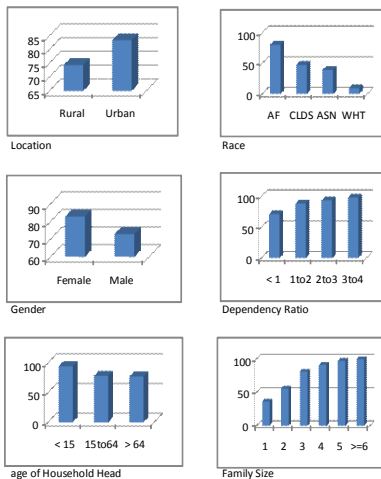 85
80
75
70
65
Rural Urban
Location
100
50
0
AF CLDS ASN WHT
Race
90
80
70
60
Female Male
Gender
100
50
0
< 1 1to2 2to3 3to4
Dependency Ratio
100
50
0
< 15 15to64 > 64
age of Household Head
100
50
0
1 2 3 4 5 >=6
Family Size